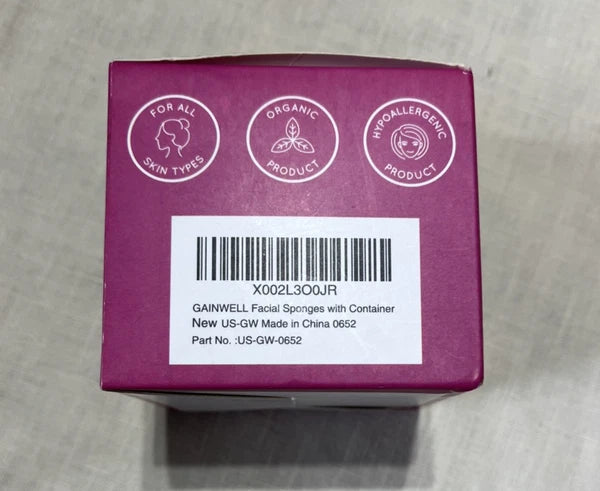 FOR ALL
SKIN TYPES
ORGANIC
PRODUCT
HYPOALLERGENIC
PRODUCT
X002L3O0JR
GAINWELL Facial Sponges with Container
New US-GW Made in China 0652
Part No. :US-GW-0652